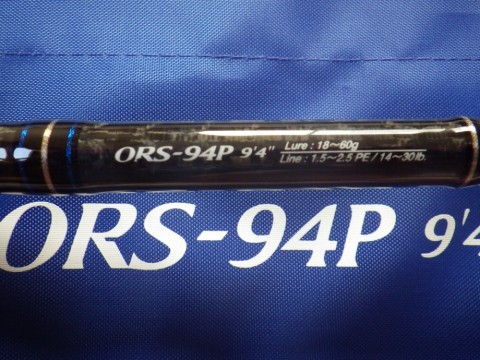 ORS-94P 9'4" Lure : 18～60g
Line : 1.5～2.5 PE / 14～30lb.
ORS-94P 9'4